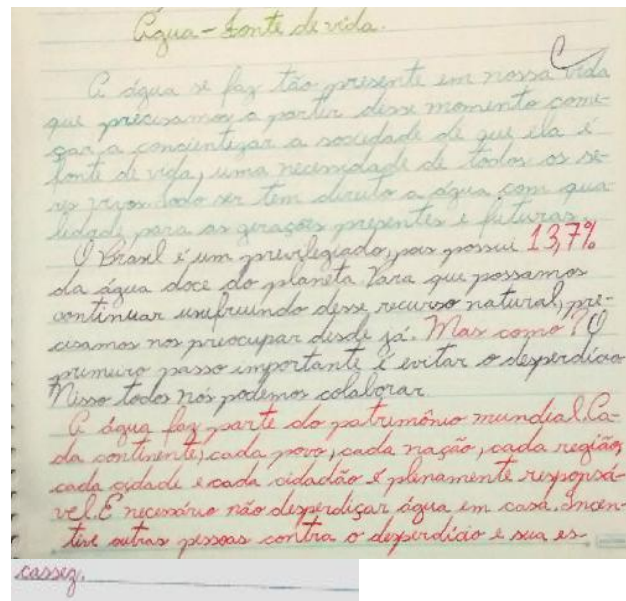 Água - Fonte de vida.
A água se faz tão presente em nossa vida
que precisamos a partir desse momento come-
çar a concientizar a sociedade de que ela é
fonte de vida, uma necessidade de todos os se-
res vivos. Todo ser tem direito a água com qua-
lidade, para as gerações presentes e futuras.
O Brasil é um previlegiado, pois possui 13,7%
da água doce do planeta. Para que possamos
continuar usufruindo desse recurso natural, pre-
cisamos nos preocupar desde já. Mas como? O
primeiro passo importante é evitar o desperdício
Nisso todos nós podemos colaborar.
A água faz parte do patrimônio mundial. Ca-
da continente, cada povo, cada nação, cada região,
cada cidade e cada cidadão é plenamente responsá-
vel. É necessário não desperdiçar água em casa. Incen-
tive outras pessoas contra o desperdício e sua es-
cassez.